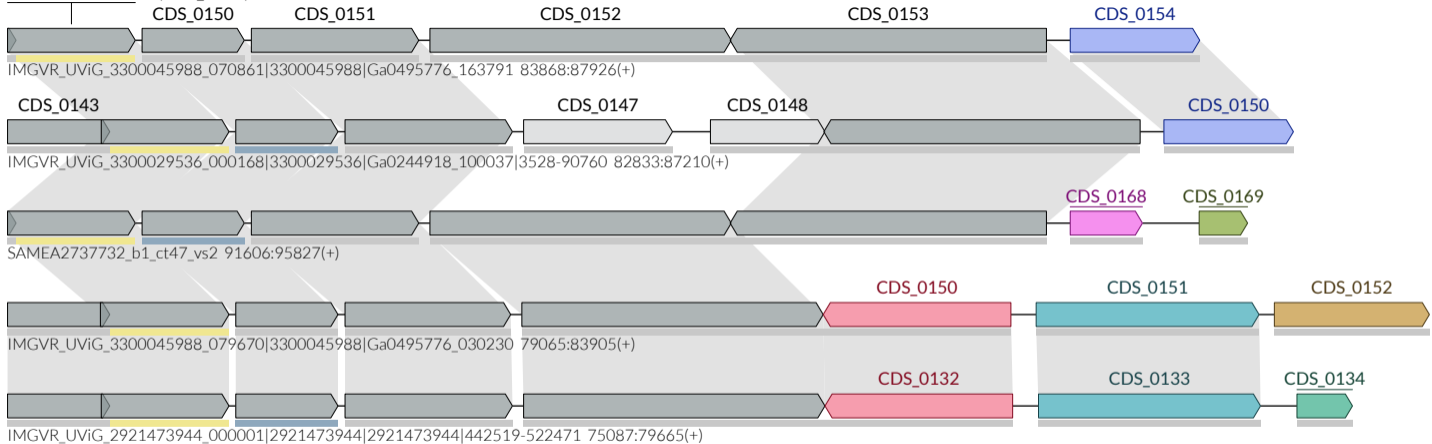 CDS_0150 CDS_0151 CDS_0152 CDS_0153 CDS_0154
IMGVR_UViG_3300045988_070861|3300045988|Ga0495776_163791 83868:87926(+)
CDS_0143 CDS_0147 CDS_0148 CDS_0150
IMGVR_UViG_3300029536_000168|3300029536|Ga0244918_100037|3528-90760 82833:87210(+)
CDS_0168 CDS_0169
SAMEA2737732_b1_ct47_vs2 91606:95827(+)
CDS_0150 CDS_0151 CDS_0152
IMGVR_UViG_3300045988_079670|3300045988|Ga0495776_030230 79065:83905(+)
CDS_0132 CDS_0133 CDS_0134
IMGVR_UViG_2921473944_000001|2921473944|2921473944|442519-522471 75087:79665(+)